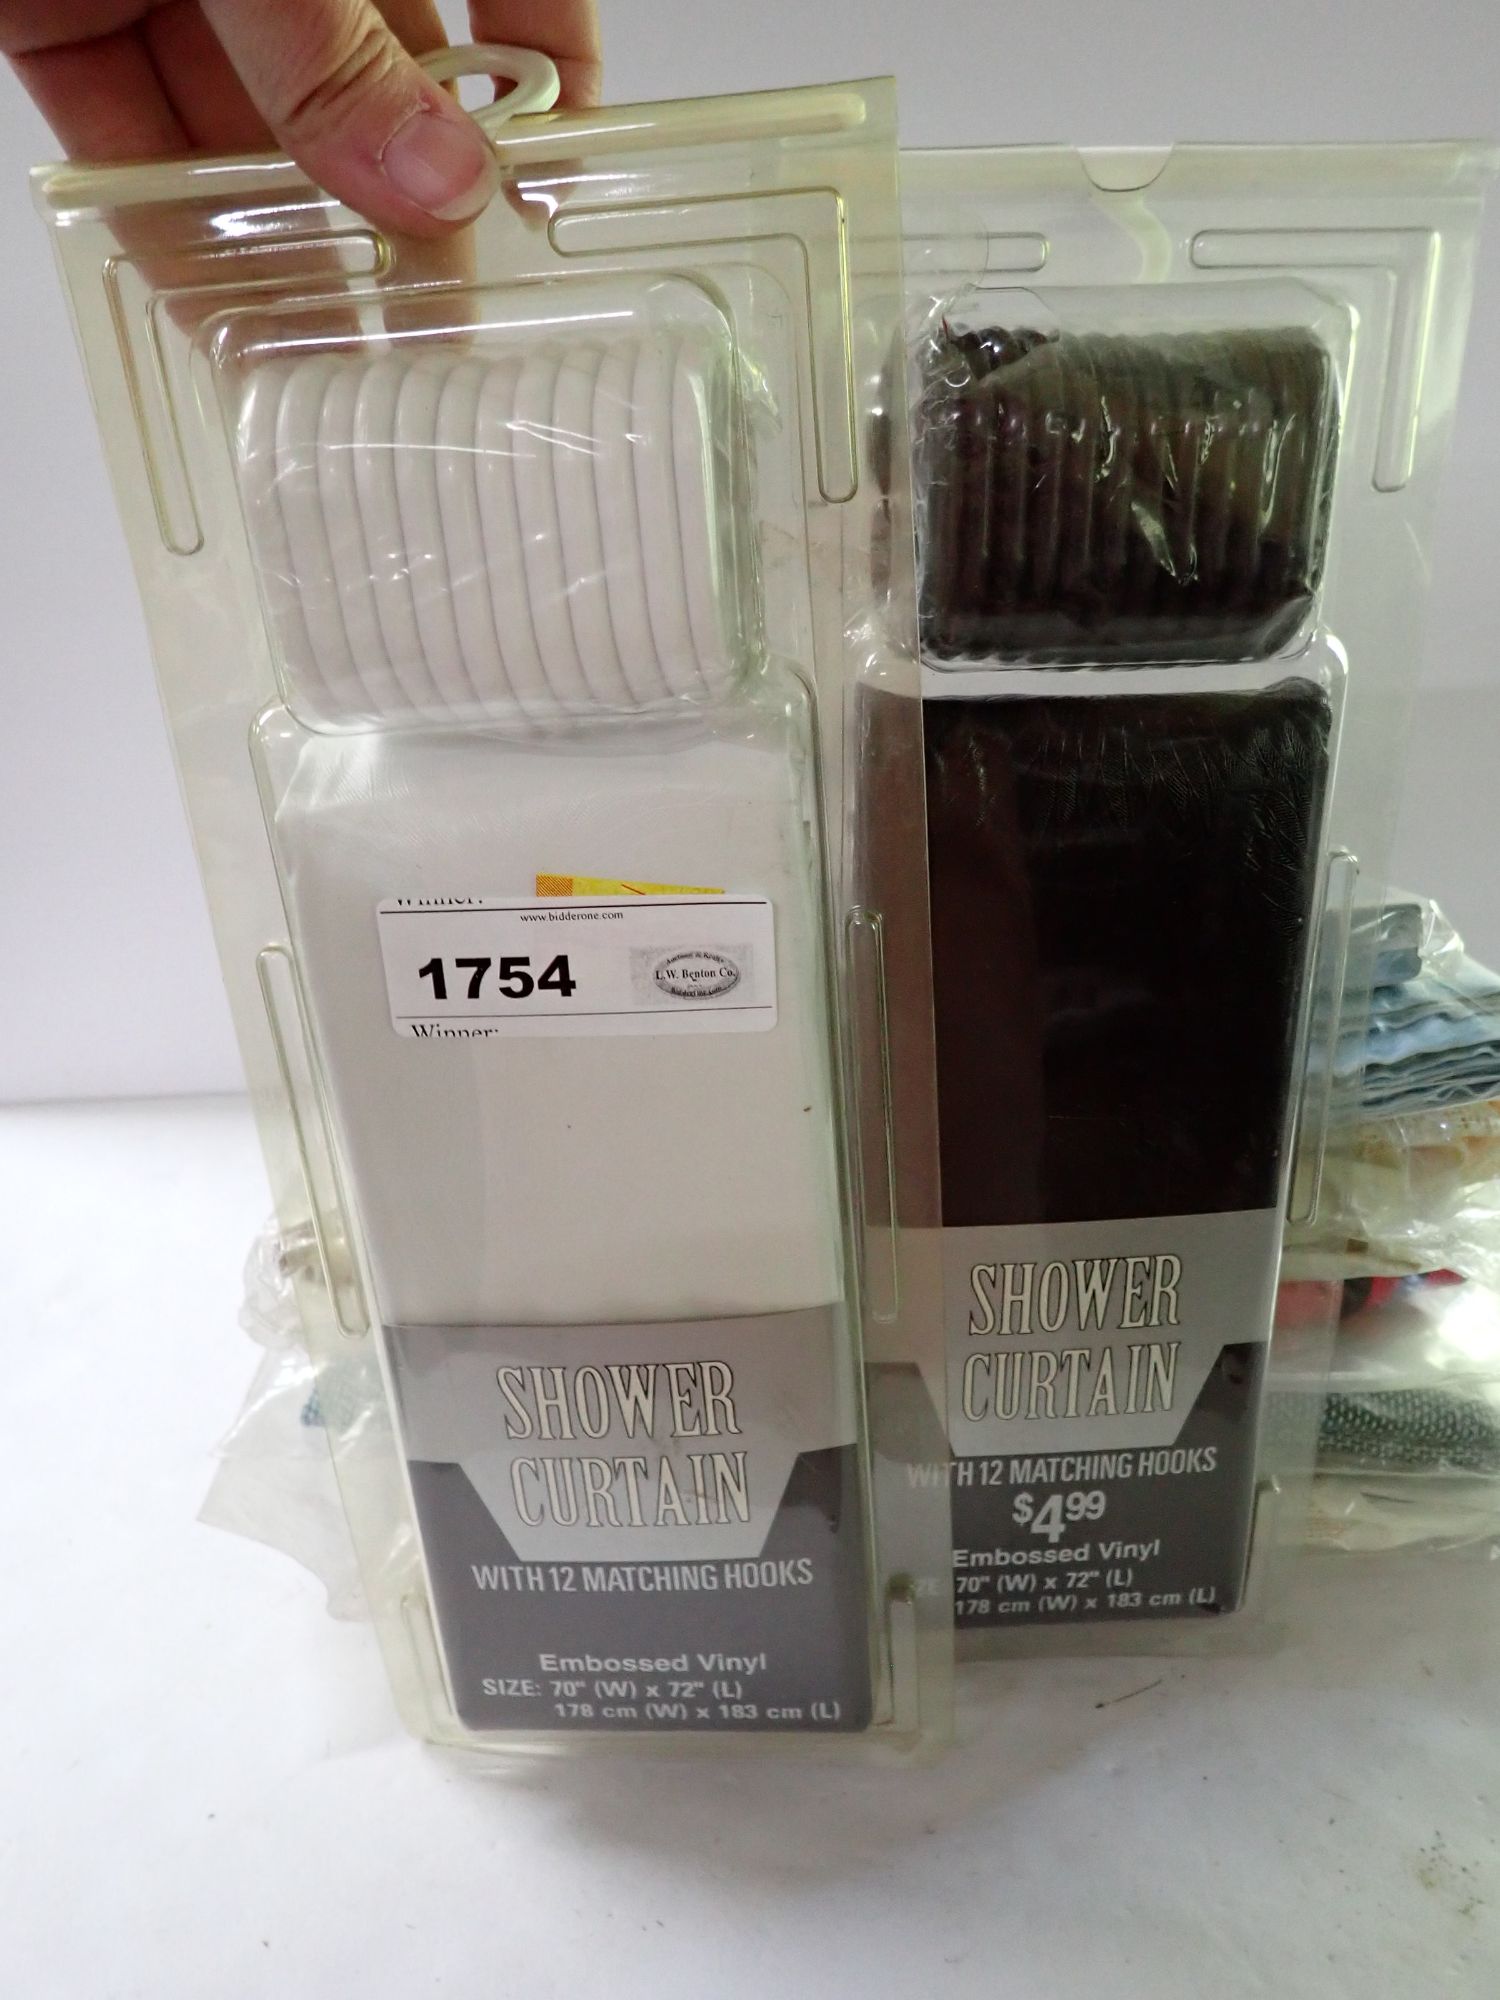 Winner:
www.bidderone.com
1754
L.W. Benton Co.
Winner:
SHOWER
CURTAIN
WITH 12 MATCHING HOOKS
Embossed Vinyl
SIZE: 70" (W) x 72" (L)
178 cm (W) x 183 cm (L)
SHOWER
CURTAIN
WITH 12 MATCHING HOOKS
$4.99
Embossed Vinyl
70" (W) x 72" (L)
178 cm (W) x 183 cm (L)